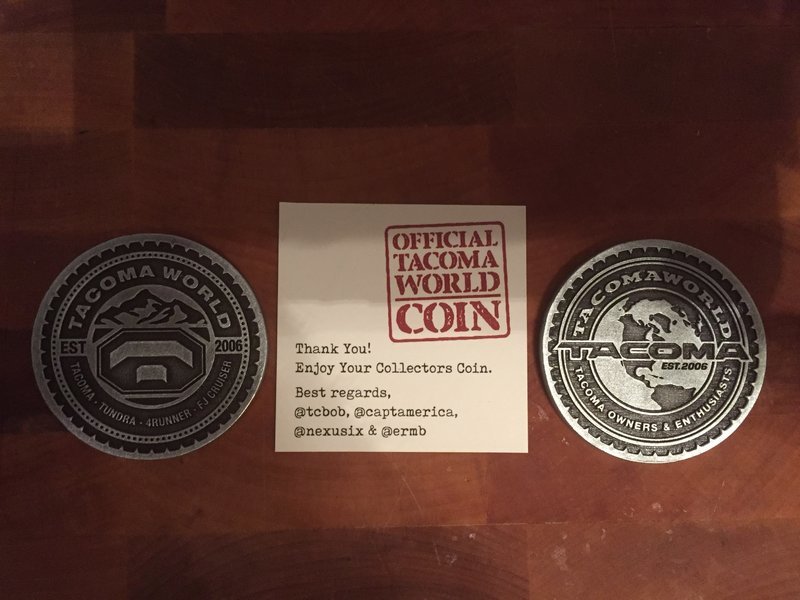 TACOMA WORLD
EST 2006
TACOMA · TUNDRA · 4RUNNER · FJ CRUISER
OFFICIAL
TACOMA
WORLD
COIN
Thank You!
Enjoy Your Collectors Coin.
Best regards,
@tcbob, @captamerica,
@nexusix & @ermb
TACOMAWORLD
TACOMA
EST. 2006
TACOMA OWNERS & ENTHUSIASTS